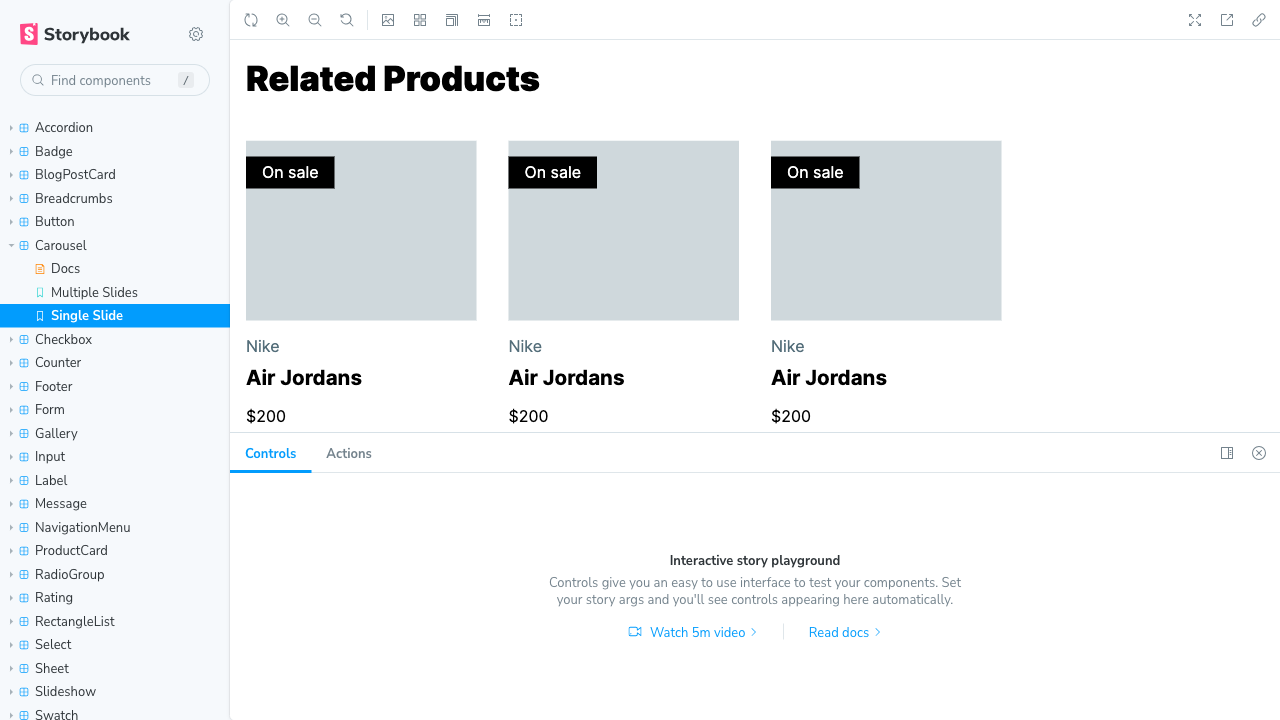 Storybook
Find components
/
Accordion
Badge
BlogPostCard
Breadcrumbs
Button
Carousel
Docs
Multiple Slides
Single Slide
Checkbox
Counter
Footer
Form
Gallery
Input
Label
Message
NavigationMenu
ProductCard
RadioGroup
Rating
RectangleList
Select
Sheet
Slideshow
Swatch
Related Products
On sale On sale On sale
Nike Nike Nike
Air Jordans Air Jordans Air Jordans
$200 $200 $200
Controls Actions
Interactive story playground
Controls give you an easy to use interface to test your components. Set
your story args and you'll see controls appearing here automatically.
Watch 5m video Read docs